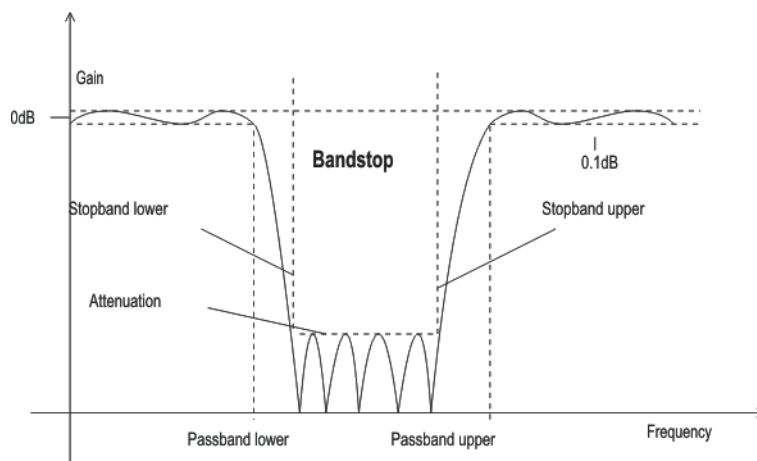 Gain
0dB
Bandstop
0.1dB
Stopband lower
Stopband upper
Attenuation
Passband lower
Passband upper
Frequency